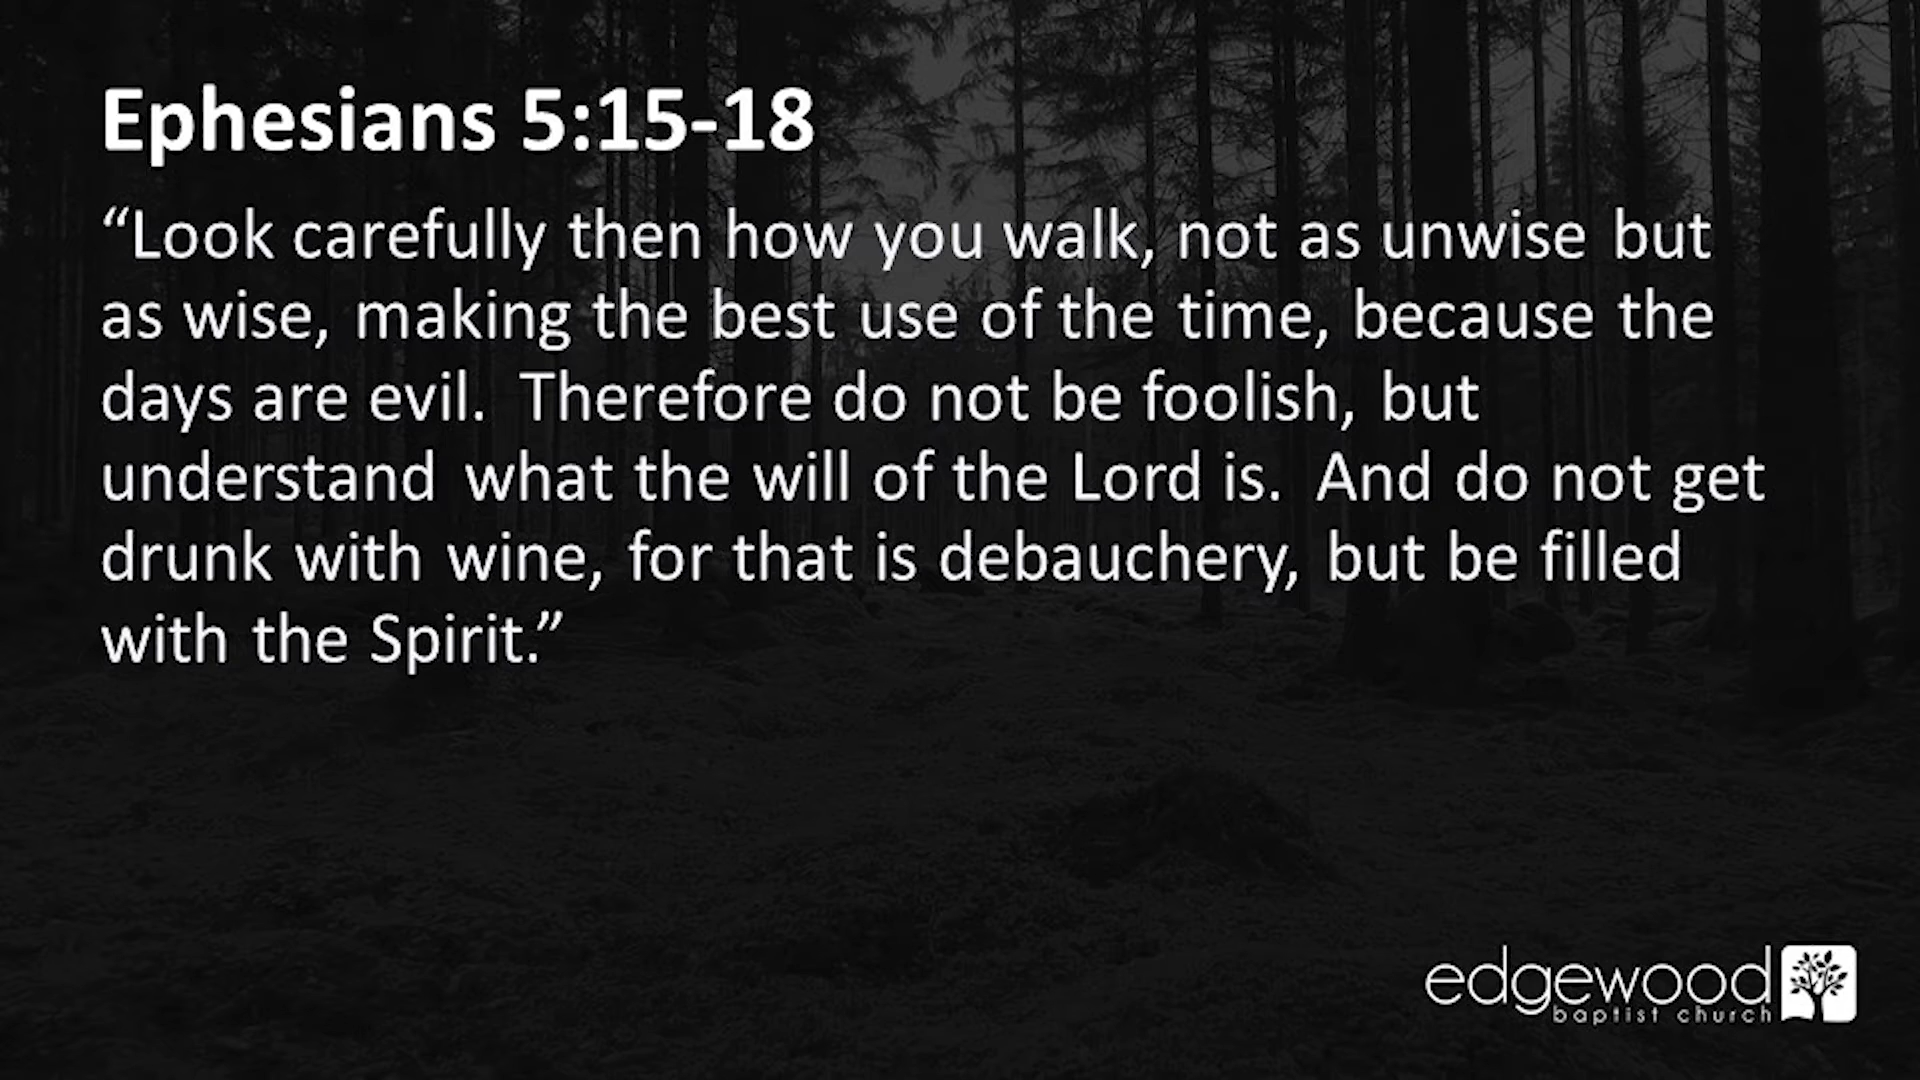 Ephesians 5:15-18
“Look carefully then how you walk, not as unwise but
as wise, making the best use of the time, because the
days are evil.  Therefore do not be foolish, but
understand what the will of the Lord is.  And do not get
drunk with wine, for that is debauchery, but be filled
with the Spirit.”
edgewood
baptist church